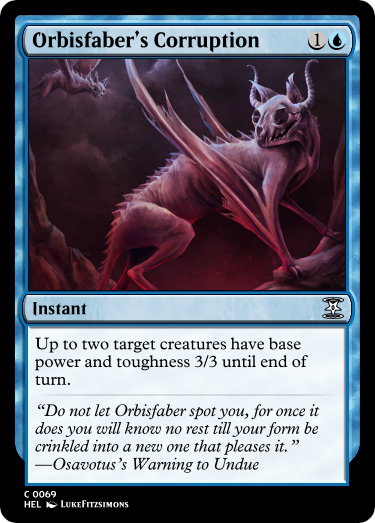 Orbisfaber's Corruption 1
Instant
Up to two target creatures have base
power and toughness 3/3 until end of
turn.
“Do not let Orbisfaber spot you, for once it
does you will know no rest till your form be
crinkled into a new one that pleases it.”
—Osavotus's Warning to Undue
C 0069
HEL LukeFitzsimons